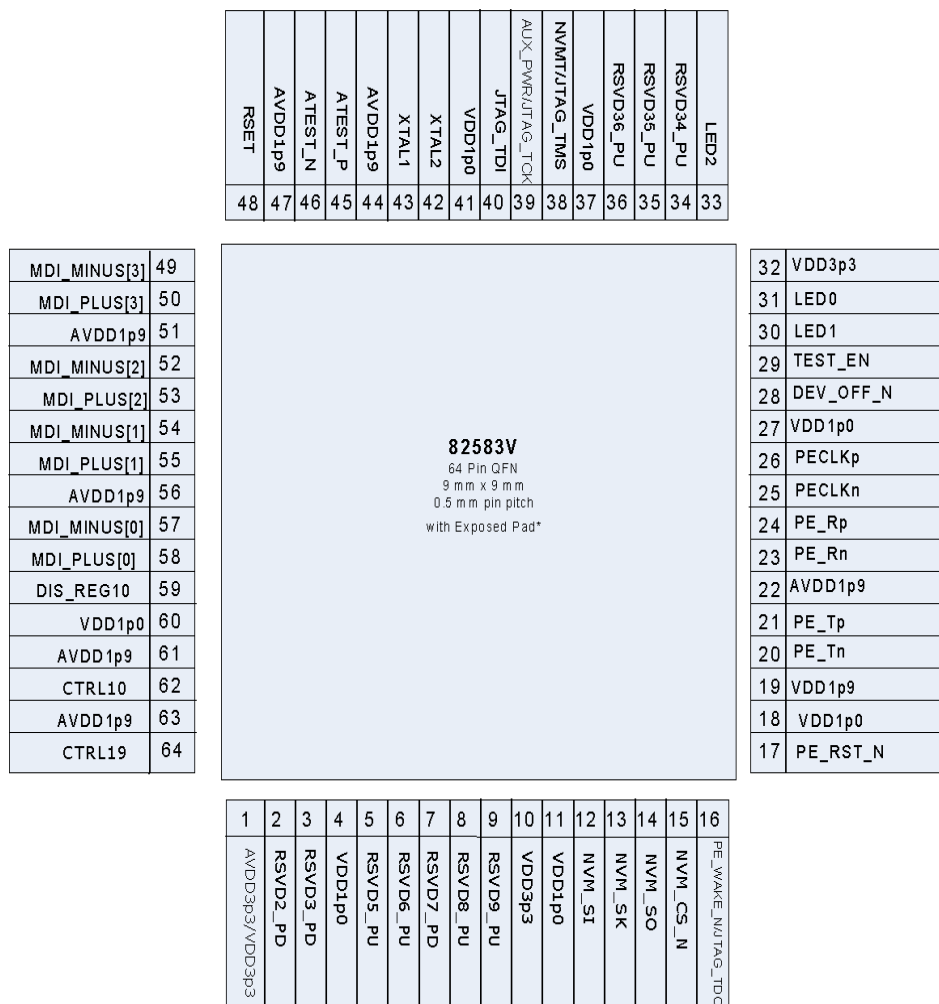 RSET
AVDD1p9
ATEST_N
ATEST_P
AVDD1p9
XTAL1
XTAL2
VDD1p0
JTAG_TDI
AUX_PWR/JTAG_TCK
NVMT/JTAG_TMS
VDD1p0
RSVD36_PU
RSVD35_PU
RSVD34_PU
LED2
48 47 46 45 44 43 42 41 40 39 38 37 36 35 34 33
MDI_MINUS[3] 49
MDI_PLUS[3] 50
AVDD1p9 51
MDI_MINUS[2] 52
MDI_PLUS[2] 53
MDI_MINUS[1] 54
MDI_PLUS[1] 55
AVDD1p9 56
MDI_MINUS[0] 57
MDI_PLUS[0] 58
DIS_REG10 59
VDD1p0 60
AVDD1p9 61
CTRL10 62
AVDD1p9 63
CTRL19 64
82583V
64 Pin QFN
9 mm x 9 mm
0.5 mm pin pitch
with Exposed Pad*
32 VDD3p3
31 LED0
30 LED1
29 TEST_EN
28 DEV_OFF_N
27 VDD1p0
26 PECLKp
25 PECLKn
24 PE_Rp
23 PE_Rn
22 AVDD1p9
21 PE_Tp
20 PE_Tn
19 VDD1p9
18 VDD1p0
17 PE_RST_N
1 2 3 4 5 6 7 8 9 10 11 12 13 14 15 16
AVDD3p3/VDD3p3
RSVD2_PD
RSVD3_PD
VDD1p0
RSVD5_PU
RSVD6_PU
RSVD7_PD
RSVD8_PU
RSVD9_PU
VDD3p3
VDD1p0
NVM_SI
NVM_SK
NVM_SO
NVM_CS_N
PE_WAKE_N/JTAG_TDO